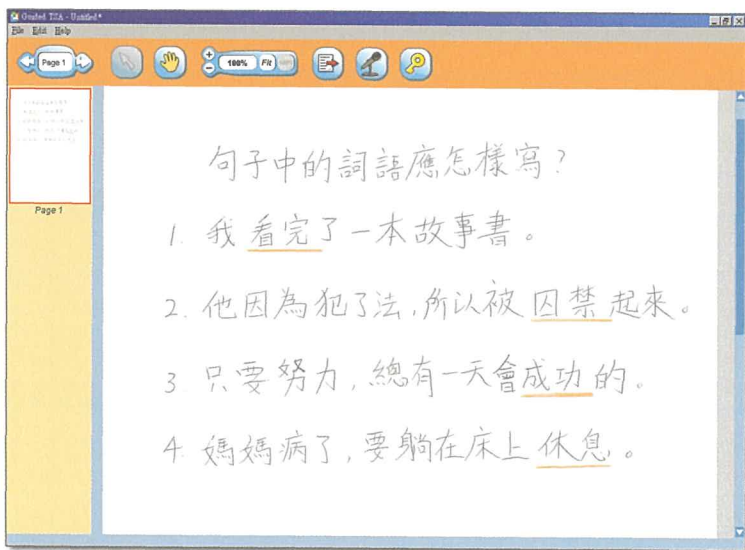 Gouled TZA - Untitled *
File Edit Help
Page 1
100% Fit
Page 1
句子中的詞語應怎樣寫？
1. 我看完了一本故事書。
2. 他因為犯了法，所以被囚禁起來。
3. 只要努力，總有一天會成功的。
4. 媽媽病了，要躺在床上休息。